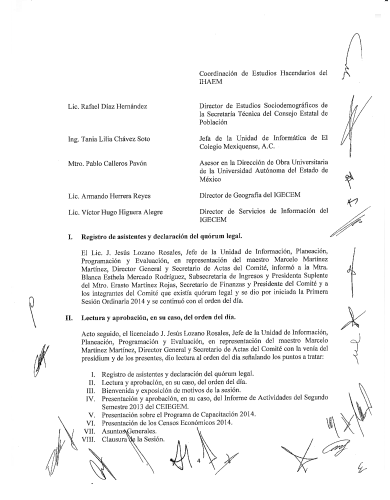 Coordinación de Estudios Hacendarios del
IHAEM
Lic. Rafael Díaz Hernández
Director de Estudios Sociodemográficos de
la Secretaría Técnica del Consejo Estatal de
Población
Ing. Tania Lilia Chávez Soto
Jefa de la Unidad de Informática de El
Colegio Mexiquense, A.C.
Mtro. Pablo Calleros Pavón
Asesor en la Dirección de Obra Universitaria
de la Universidad Autónoma del Estado de
México
Lic. Armando Herrera Reyes
Director de Geografía del IGECEM
Lic. Víctor Hugo Higuera Alegre
Director de Servicios de Información del
IGECEM
I. Registro de asistentes y declaración del quórum legal.
El Lic. J. Jesús Lozano Rosales, Jefe de la Unidad de Información, Planeación,
Programación y Evaluación, en representación del maestro Marcelo Martínez
Martínez, Director General y Secretario de Actas del Comité, informó a la Mtra.
Blanca Esthela Mercado Rodríguez, Subsecretaria de Ingresos y Presidenta Suplente
del Mtro. Erasto Martínez Rojas, Secretario de Finanzas y Presidente del Comité y a
los integrantes del Comité que existía quórum legal y se dio por iniciada la Primera
Sesión Ordinaria 2014 y se continuó con el orden del día.
II. Lectura y aprobación, en su caso, del orden del día.
Acto seguido, el licenciado J. Jesús Lozano Rosales, Jefe de la Unidad de Información,
Planeación, Programación y Evaluación, en representación del maestro Marcelo
Martínez Martínez, Director General y Secretario de Actas del Comité con la venia del
presídium y de los presentes, dio lectura al orden del día señalando los puntos a tratar:
I. Registro de asistentes y declaración del quórum legal.
II. Lectura y aprobación, en su caso, del orden del día.
III. Bienvenida y exposición de motivos de la sesión.
IV. Presentación y aprobación, en su caso, del Informe de Actividades del Segundo
Semestre 2013 del CEIEGEM.
V. Presentación sobre el Programa de Capacitación 2014.
VI. Presentación de los Censos Económicos 2014.
VII. Asuntos Generales.
VIII. Clausura de la Sesión.
4